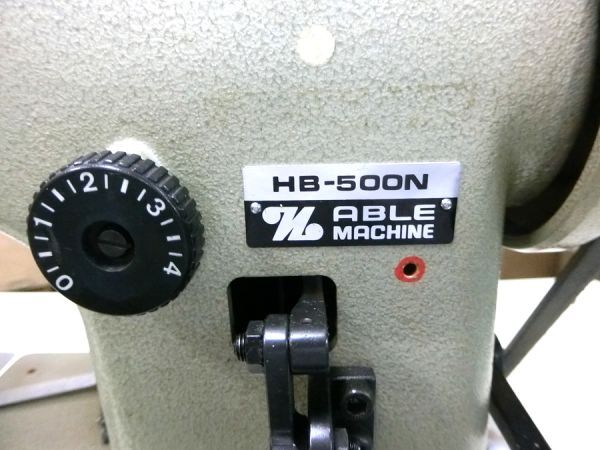 HB-500N
ABLE
MACHINE
0 1 2 3 4